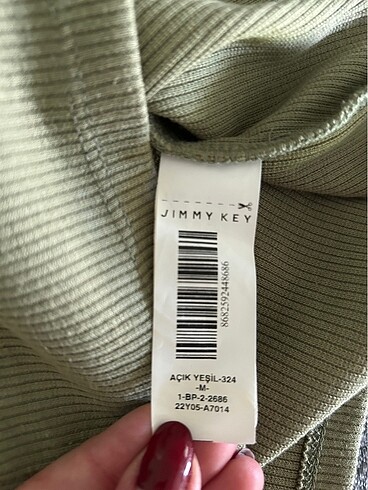 JIMMY KEY
8682592448686
AÇIK YEŞİL-324
-M-
1-BP-2-2686
22Y05-A7014